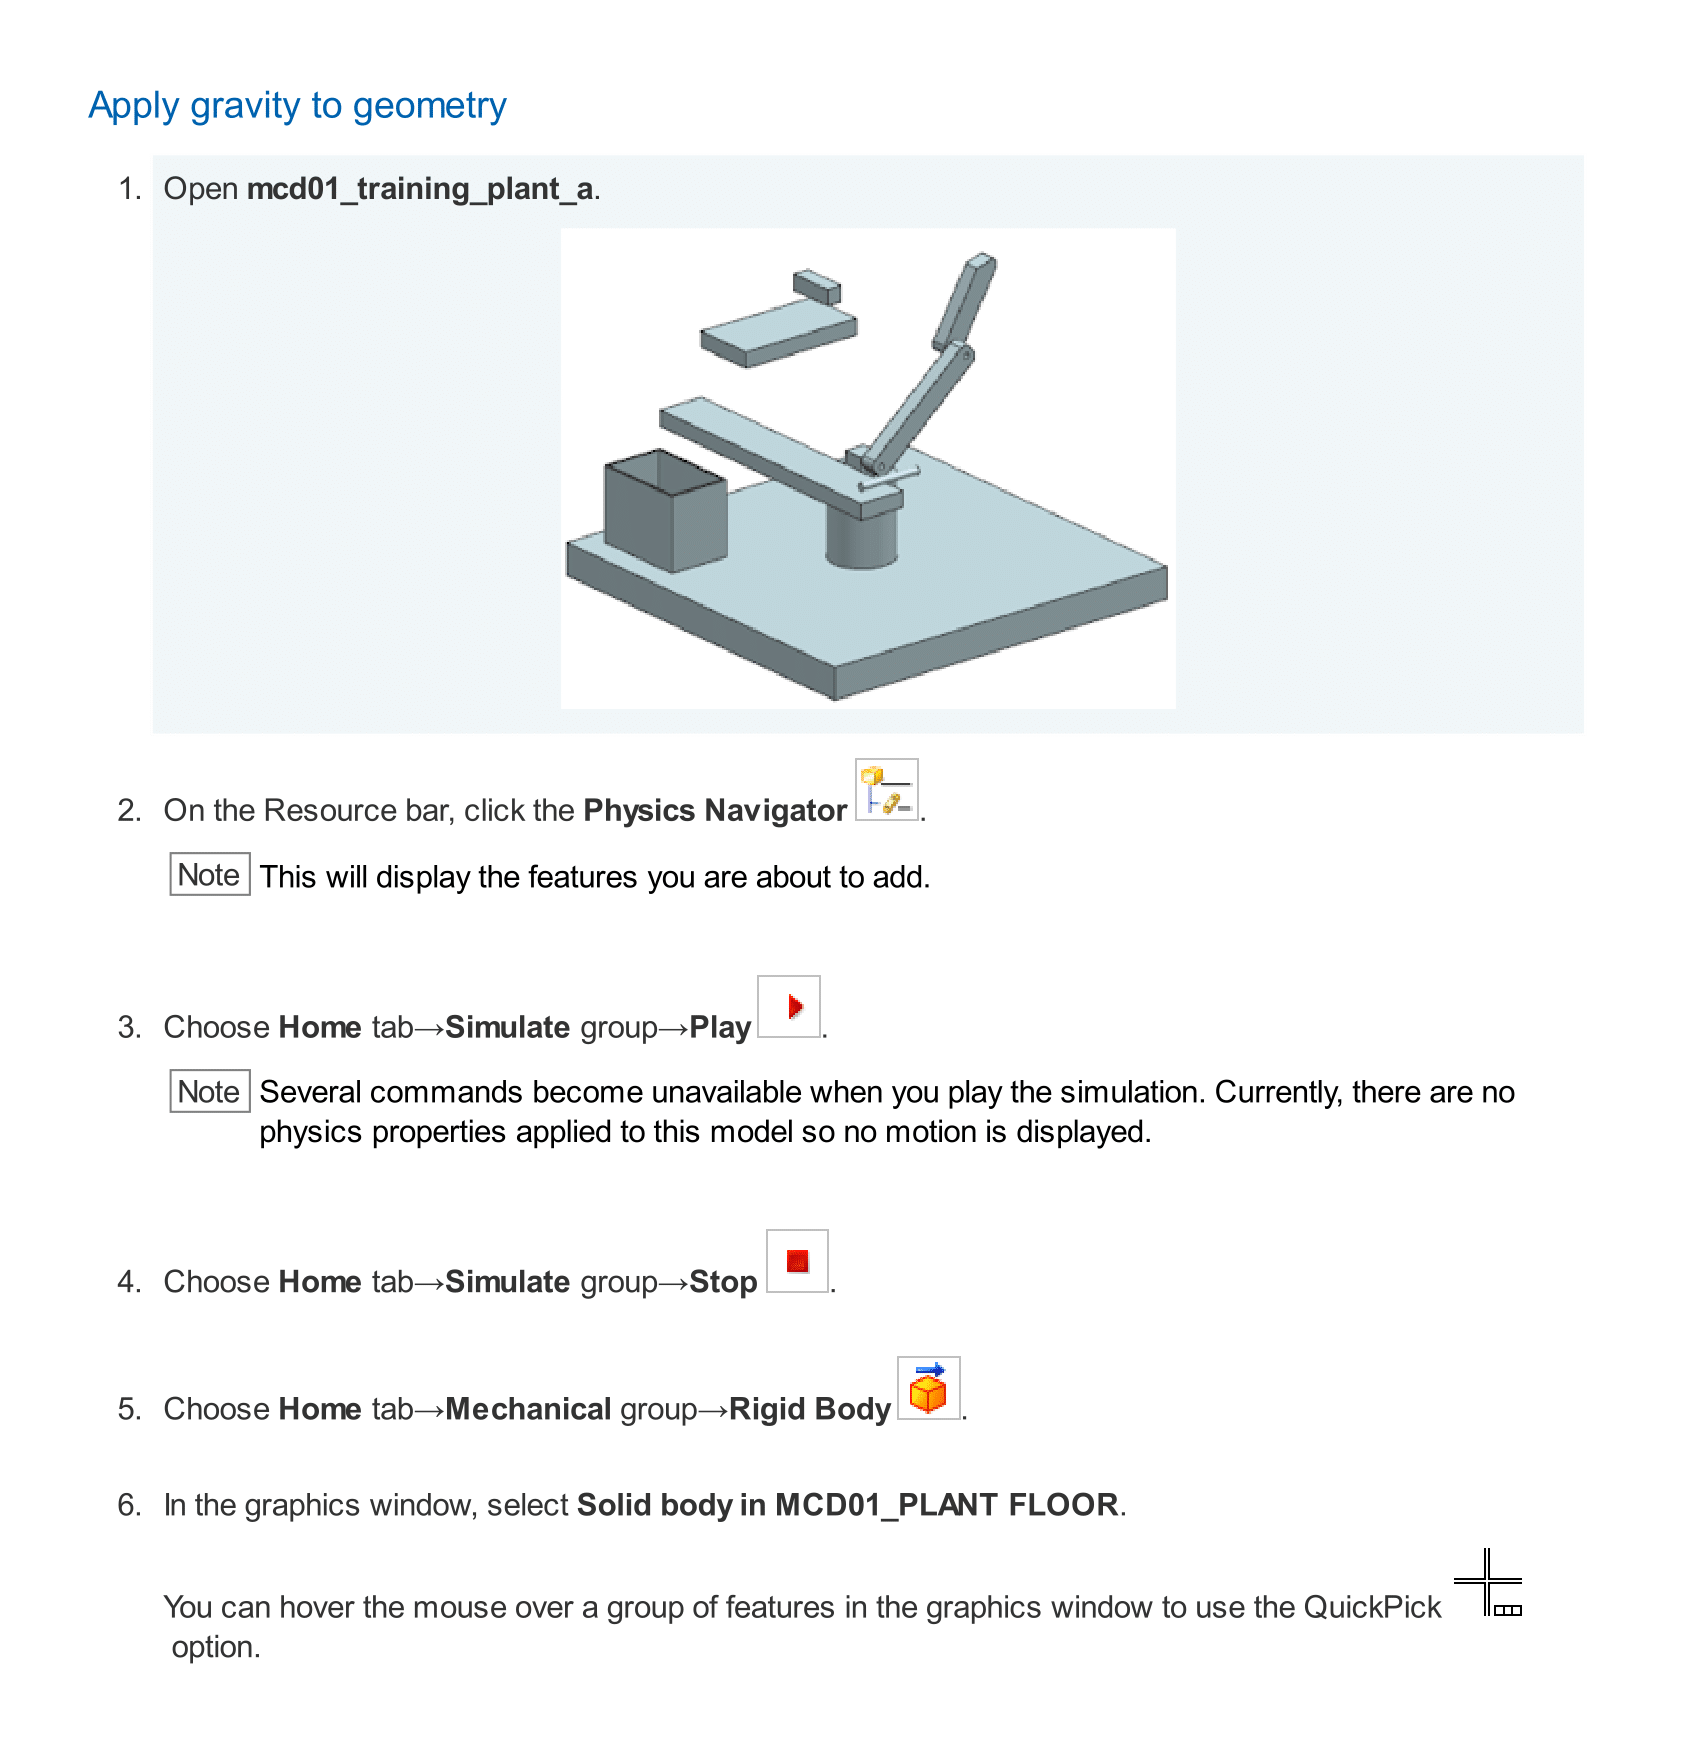 Apply gravity to geometry
1. Open mcd01_training_plant_a.
2. On the Resource bar, click the Physics Navigator .
Note This will display the features you are about to add.
3. Choose Home tab→Simulate group→Play .
Note Several commands become unavailable when you play the simulation. Currently, there are no
physics properties applied to this model so no motion is displayed.
4. Choose Home tab→Simulate group→Stop .
5. Choose Home tab→Mechanical group→Rigid Body .
6. In the graphics window, select Solid body in MCD01_PLANT FLOOR.
You can hover the mouse over a group of features in the graphics window to use the QuickPick
option.